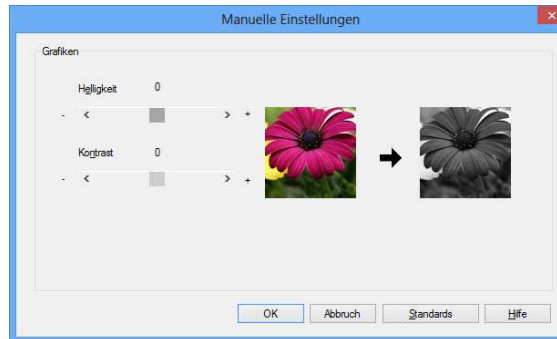 Manuelle Einstellungen
Grafiken
Helligkeit 0
- < > +
Kontrast 0
- < > +
OK Abbruch Standards Hilfe